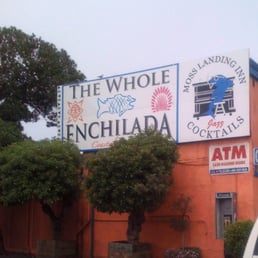 THE WHOLE
ENCHILADA
MOSS LANDING INN
Jazz
COCKTAILS
ATM